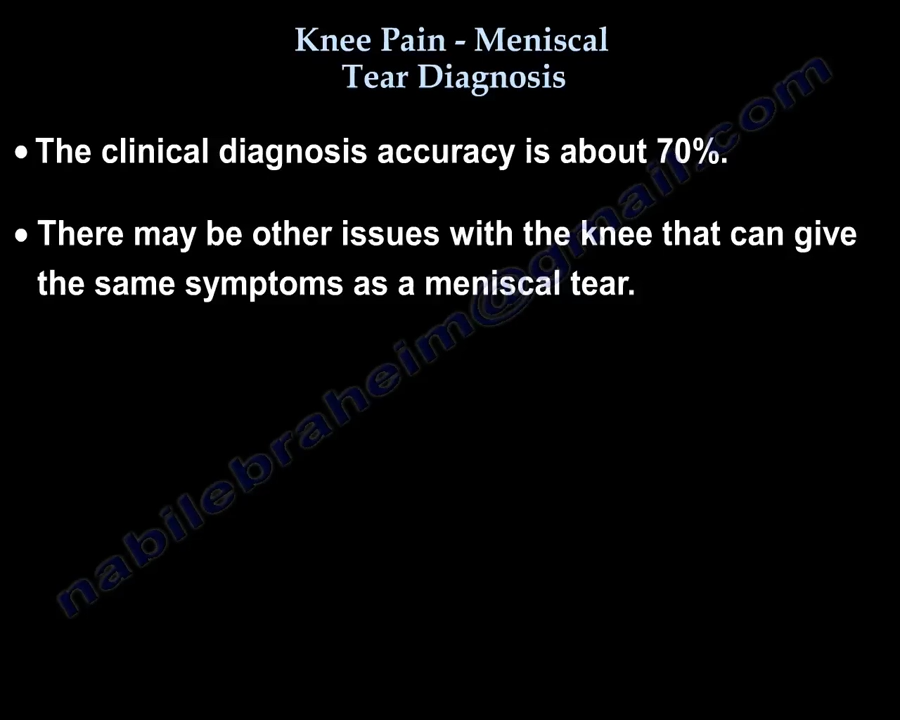 Knee Pain - Meniscal
Tear Diagnosis
• The clinical diagnosis accuracy is about 70%.
• There may be other issues with the knee that can give
the same symptoms as a meniscal tear.
nabilebraheim@gmail.com